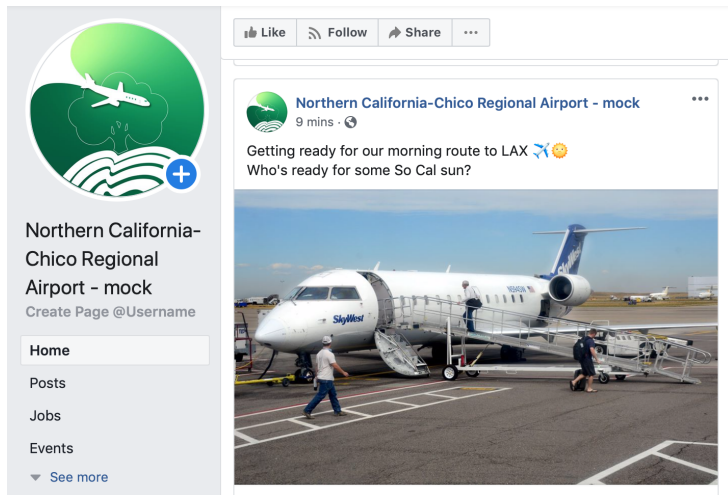 Like
Follow
Share
Northern California-Chico Regional Airport - mock
9 mins ·
Getting ready for our morning route to LAX ✈️🌞
Who's ready for some So Cal sun?
SkyWest
SkyWest
Northern California-
Chico Regional
Airport - mock
Create Page @Username
Home
Posts
Jobs
Events
See more